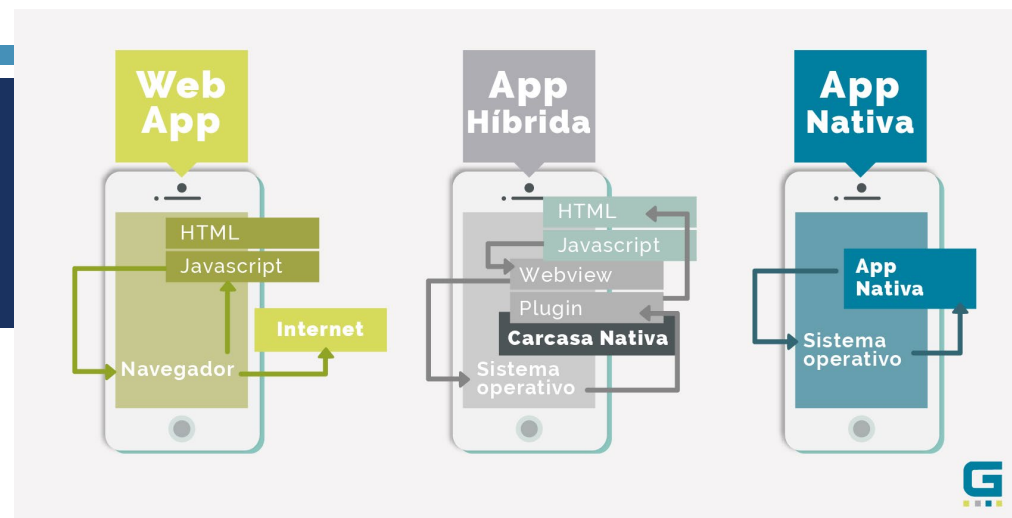 Web
App
HTML
Javascript
Internet
Navegador
App
Híbrida
HTML
Javascript
Webview
Plugin
Carcasa Nativa
Sistema
operativo
App
Nativa
App
Nativa
Sistema
operativo
G